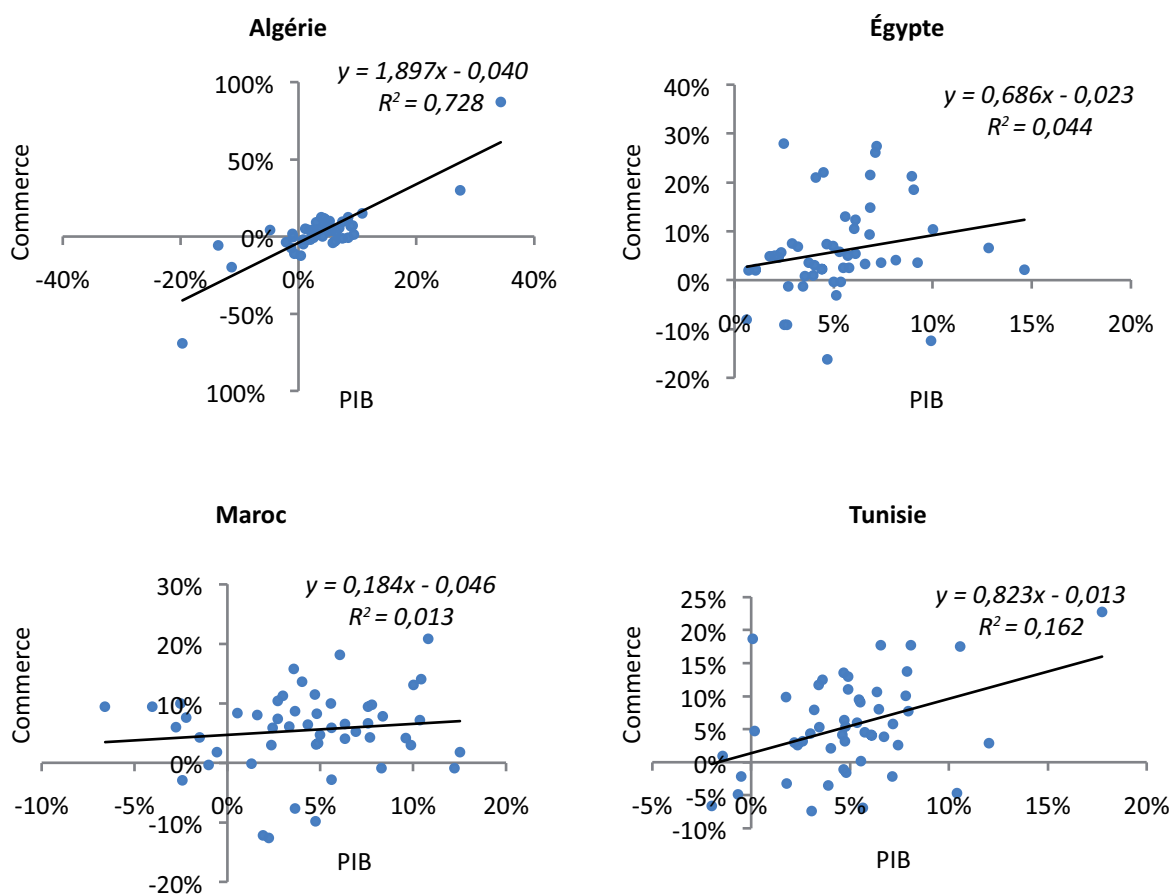 Algérie
y = 1,897x - 0,040
R² = 0,728
Commerce
100%
50%
0%
-50%
100%
-40%
-20%
0%
20%
40%
PIB
Égypte
y = 0,686x - 0,023
R² = 0,044
Commerce
40%
30%
20%
10%
0%
-10%
-20%
0%
5%
10%
15%
20%
PIB
Maroc
y = 0,184x - 0,046
R² = 0,013
Commerce
30%
20%
10%
0%
-10%
-20%
-10%
-5%
0%
5%
10%
15%
20%
PIB
Tunisie
y = 0,823x - 0,013
R² = 0,162
Commerce
25%
20%
15%
10%
5%
0%
-5%
-10%
-5%
0%
5%
10%
15%
20%
PIB